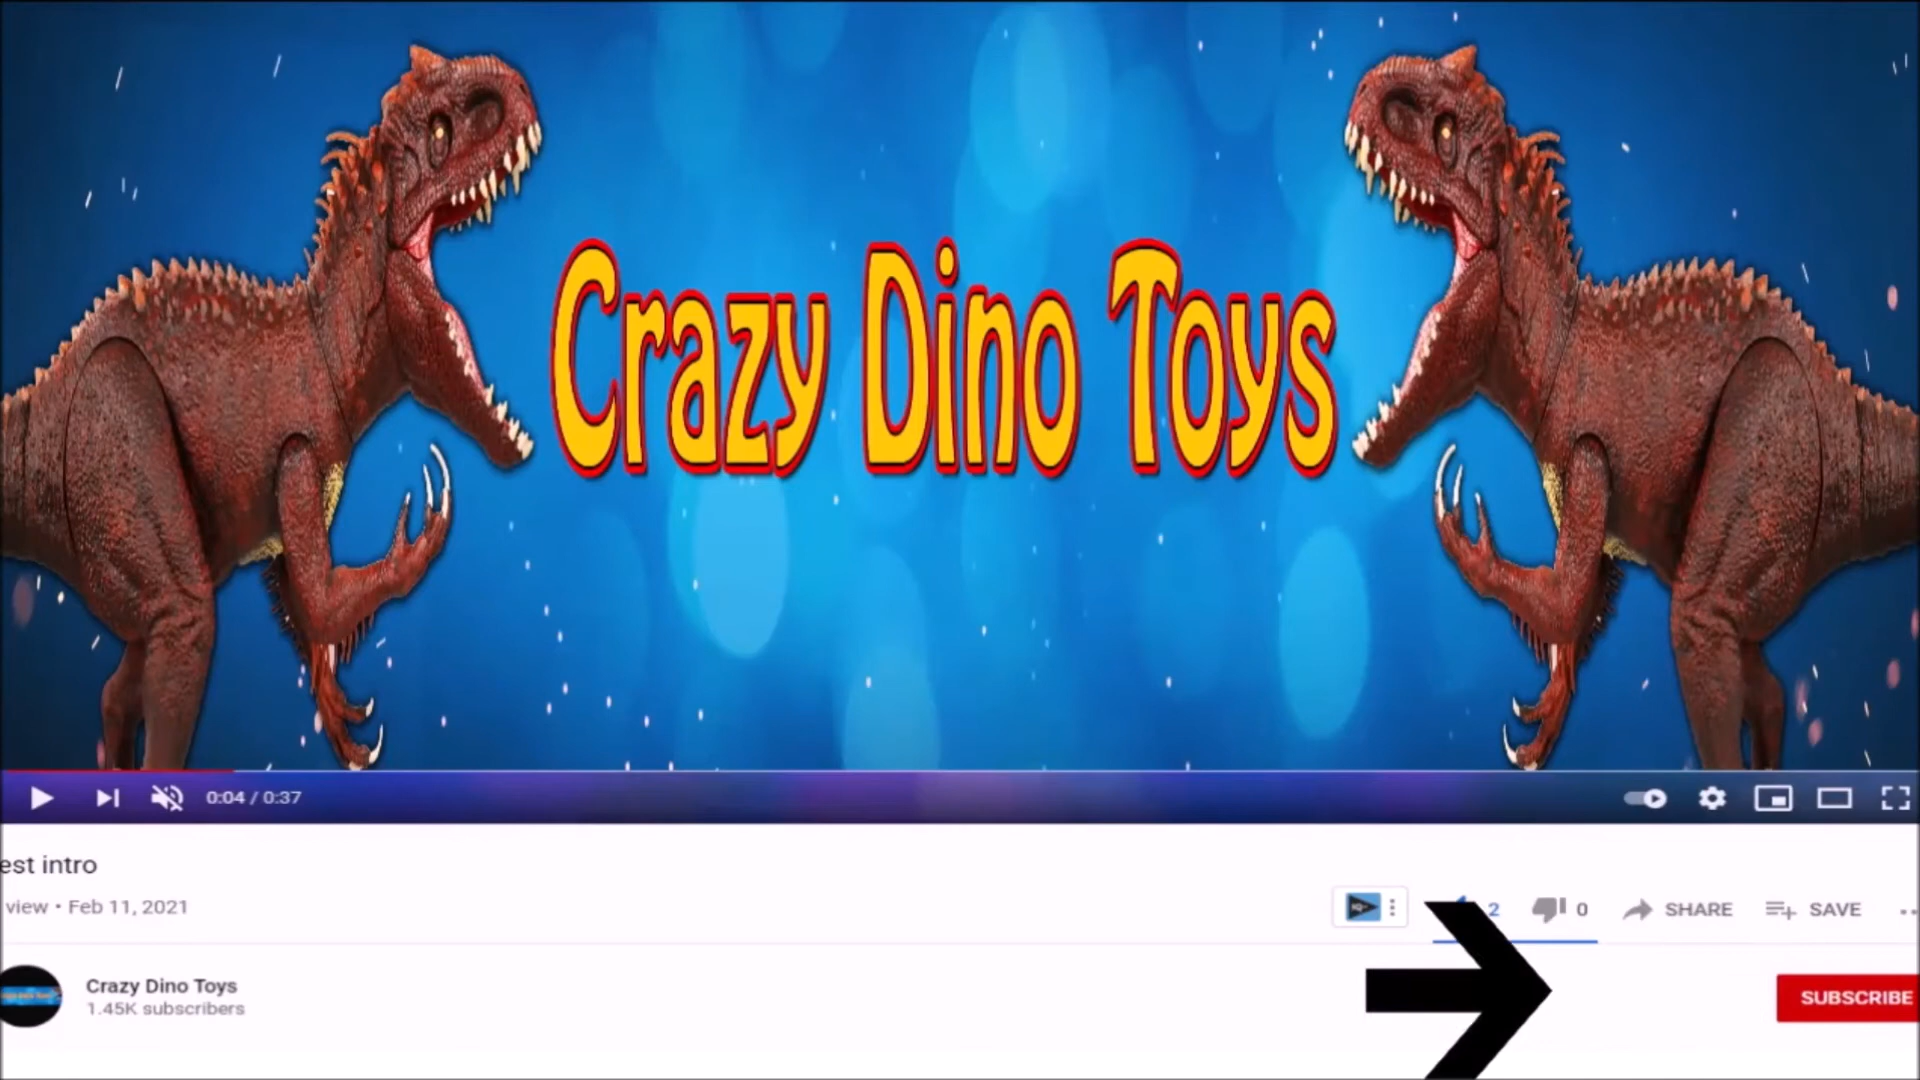 Crazy Dino Toys
0:04 / 0:37
est intro
view • Feb 11, 2021
2
0
SHARE
SAVE
Crazy Dino Toys
1.45K subscribers
SUBSCRIBE